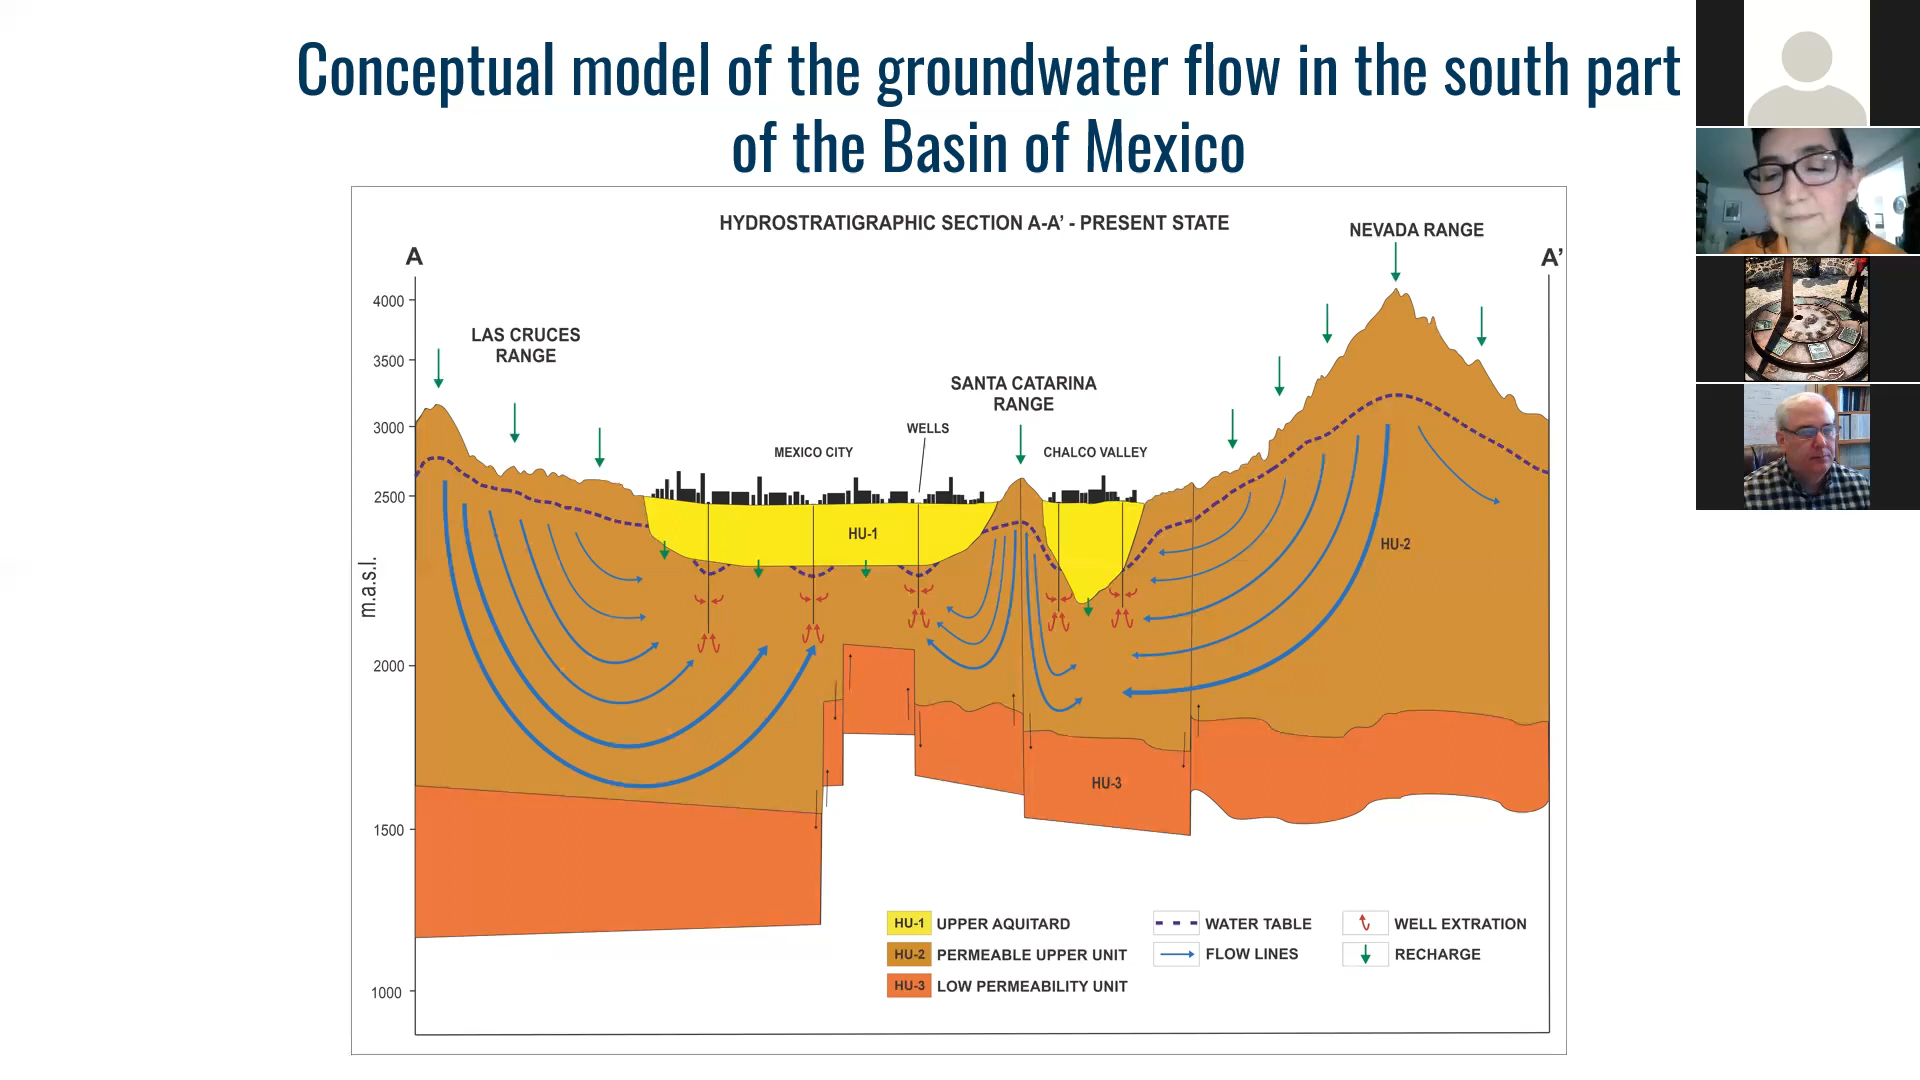 Conceptual model of the groundwater flow in the south part
of the Basin of Mexico
HYDROSTRATIGRAPHIC SECTION A-A' - PRESENT STATE
NEVADA RANGE
A
A'
4000
LAS CRUCES
RANGE
3500
SANTA CATARINA
RANGE
3000
WELLS
MEXICO CITY
CHALCO VALLEY
2500
HU-1
HU-2
m.a.s.l.
2000
HU-3
1500
HU-1 UPPER AQUITARD
WATER TABLE
WELL EXTRATION
HU-2 PERMEABLE UPPER UNIT
FLOW LINES
RECHARGE
HU-3 LOW PERMEABILITY UNIT
1000